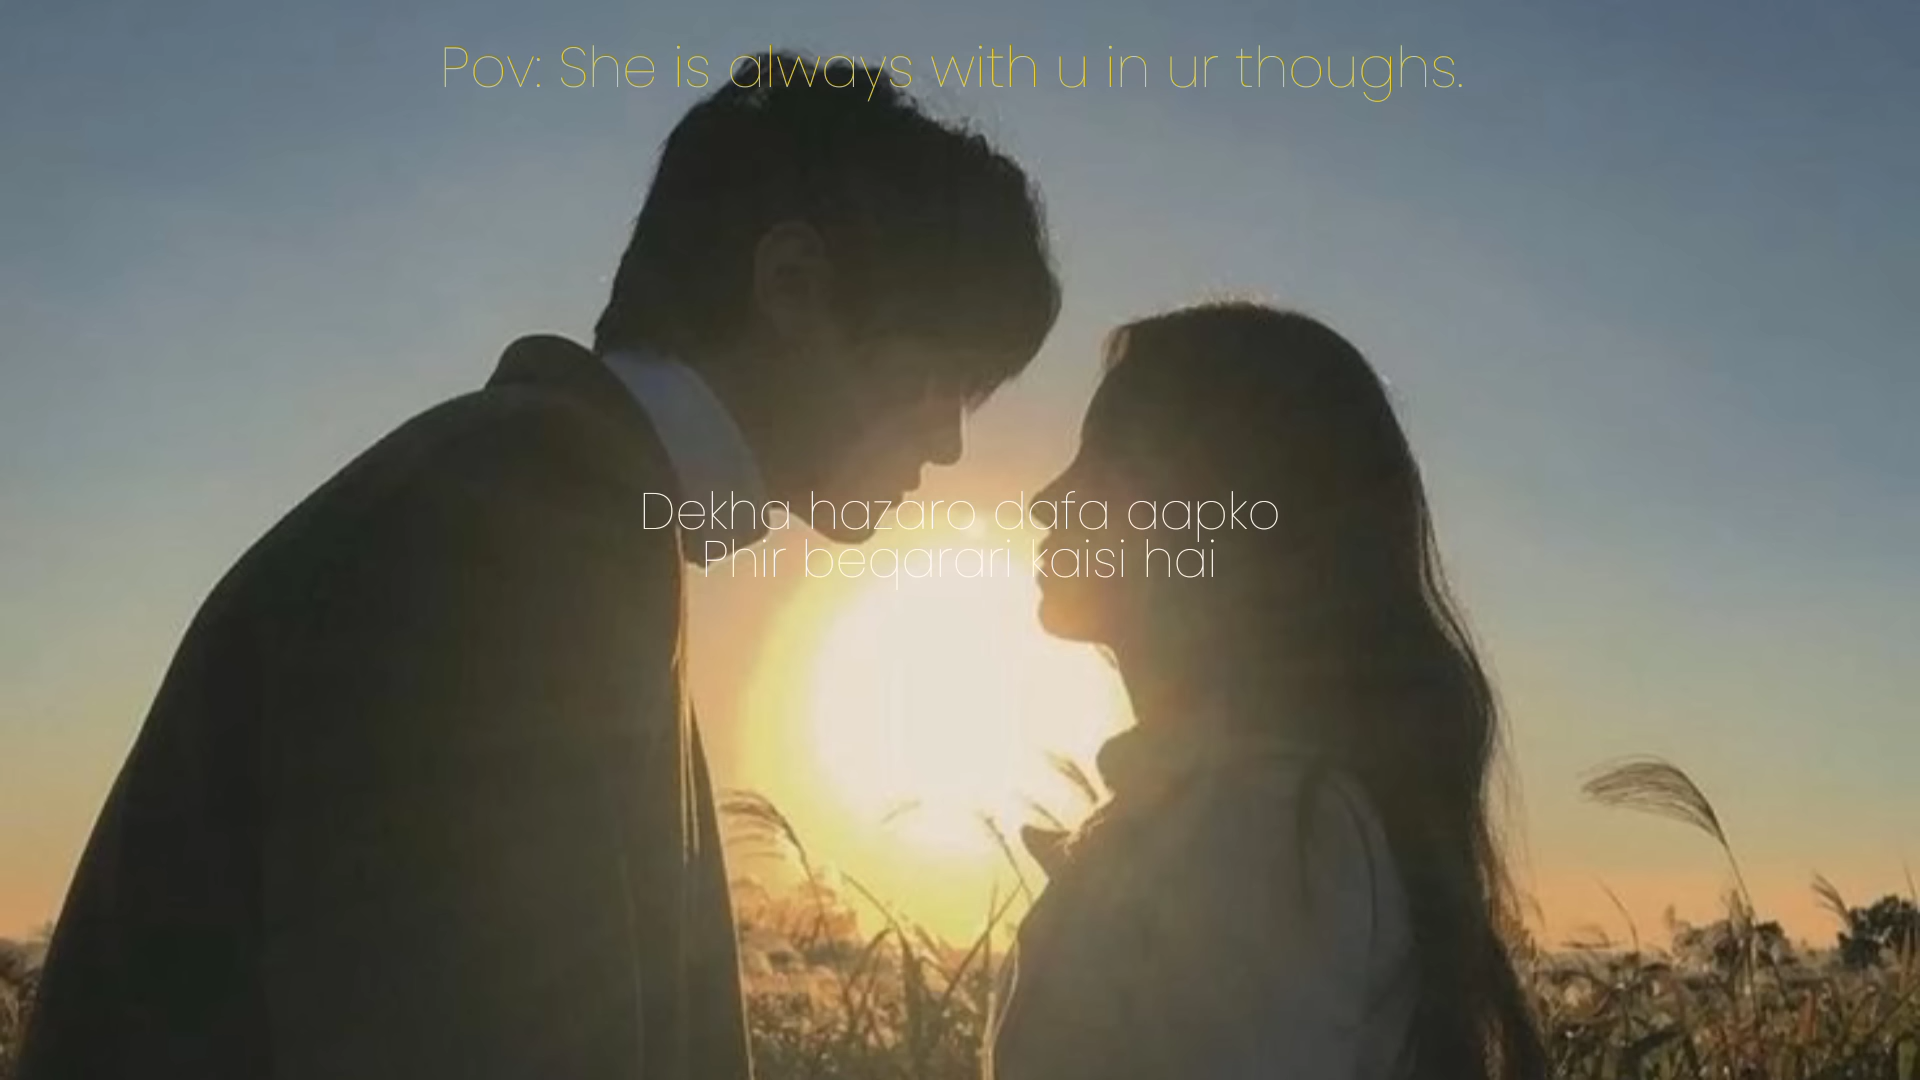 Pov: She is always with u in ur thoughs.
Dekha hazaro dafa aapko
Phir beqarari kaisi hai